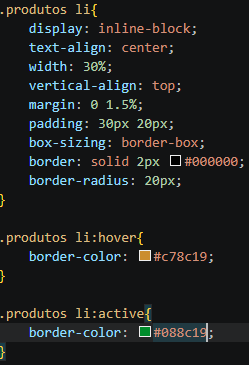 .produtos li{
    display: inline-block;
    text-align: center;
    width: 30%;
    vertical-align: top;
    margin: 0 1.5%;
    padding: 30px 20px;
    box-sizing: border-box;
    border: solid 2px #000000;
    border-radius: 20px;
}

.produtos li:hover{
    border-color: #c78c19;
}

.produtos li:active{
    border-color: #088c19;
}